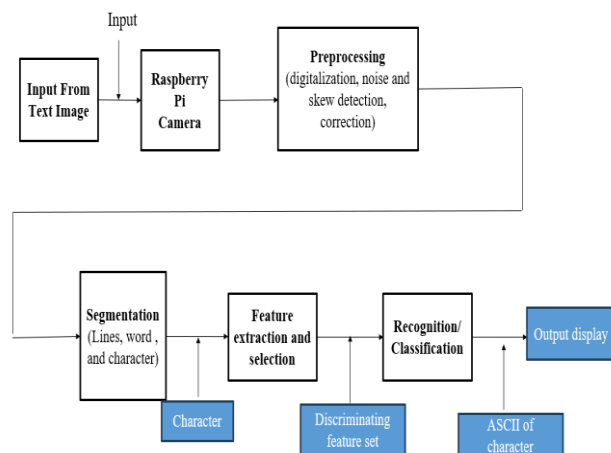 Input
Input From
Text Image
Raspberry
Pi
Camera
Preprocessing
(digitalization, noise and
skew detection,
correction)
Segmentation
(Lines, word ,
and character)
Feature
extraction and
selection
Recognition/
Classification
Output display
Character
Discriminating
feature set
ASCII of
character